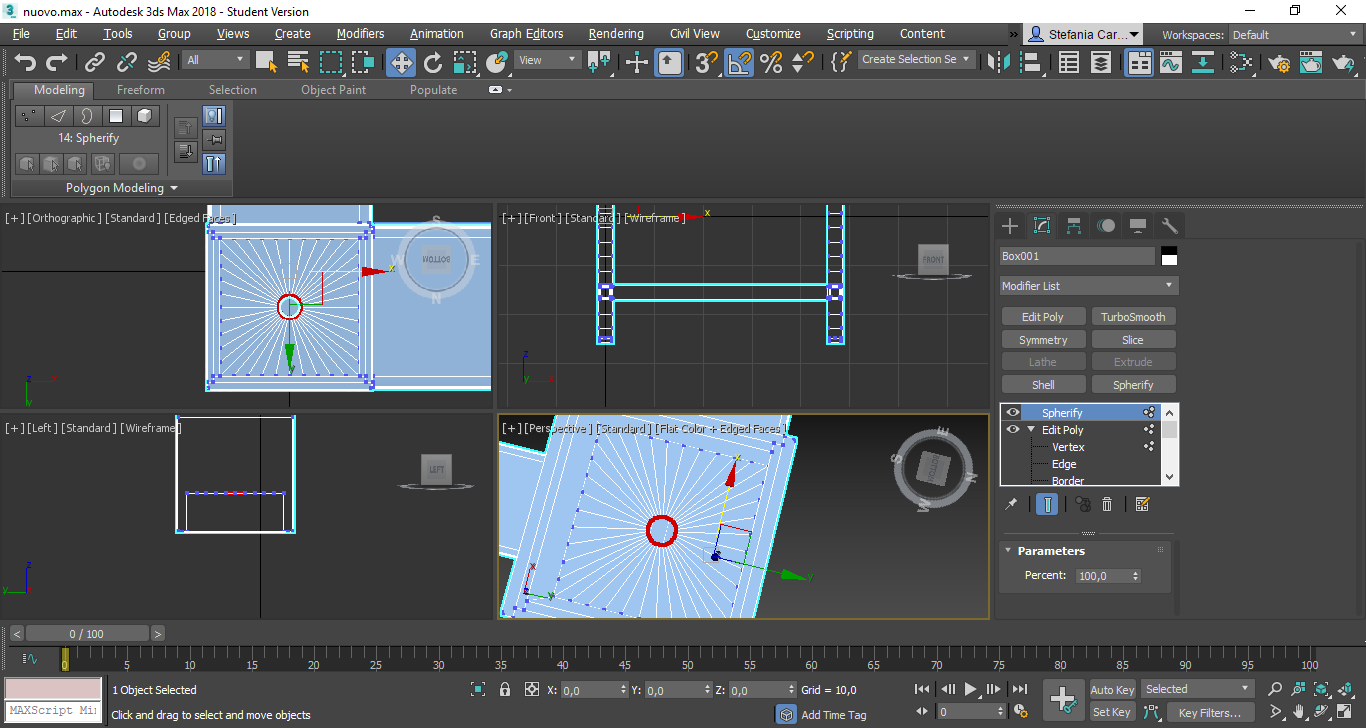 nuovo.max - Autodesk 3ds Max 2018 - Student Version
File Edit Tools Group Views Create Modifiers Animation Graph Editors Rendering Civil View Customize Scripting Content » Stefania Car... Workspaces: Default
All View Create Selection Se
Modeling Freeform Selection Object Paint Populate
14: Spherify
Polygon Modeling
[+] [Orthographic] [Standard] [Edged Faces]
[+] [Front] [Standard] [Wireframe]
S
W BOTTOM E
N
x
FRONT
x
y
z
Box001
Modifier List
Edit Poly TurboSmooth
Symmetry Slice
Lathe Extrude
Shell Spherify
Spherify
Edit Poly
Vertex
Edge
Border
[+] [Left] [Standard] [Wireframe]
[+] [Perspective] [Standard] [Flat Color + Edged Faces]
LEFT
S E
BOTTOM
W N
Parameters
Percent: 100,0
< 0 / 100 >
0 5 10 15 20 25 30 35 40 45 50 55 60 65 70 75 80 85 90 95 100
1 Object Selected
X: 0,0 Y: 0,0 Z: 0,0 Grid = 10,0
Auto Key Selected
MAXScript Mi
Click and drag to select and move objects
Add Time Tag
0
Set Key Key Filters...